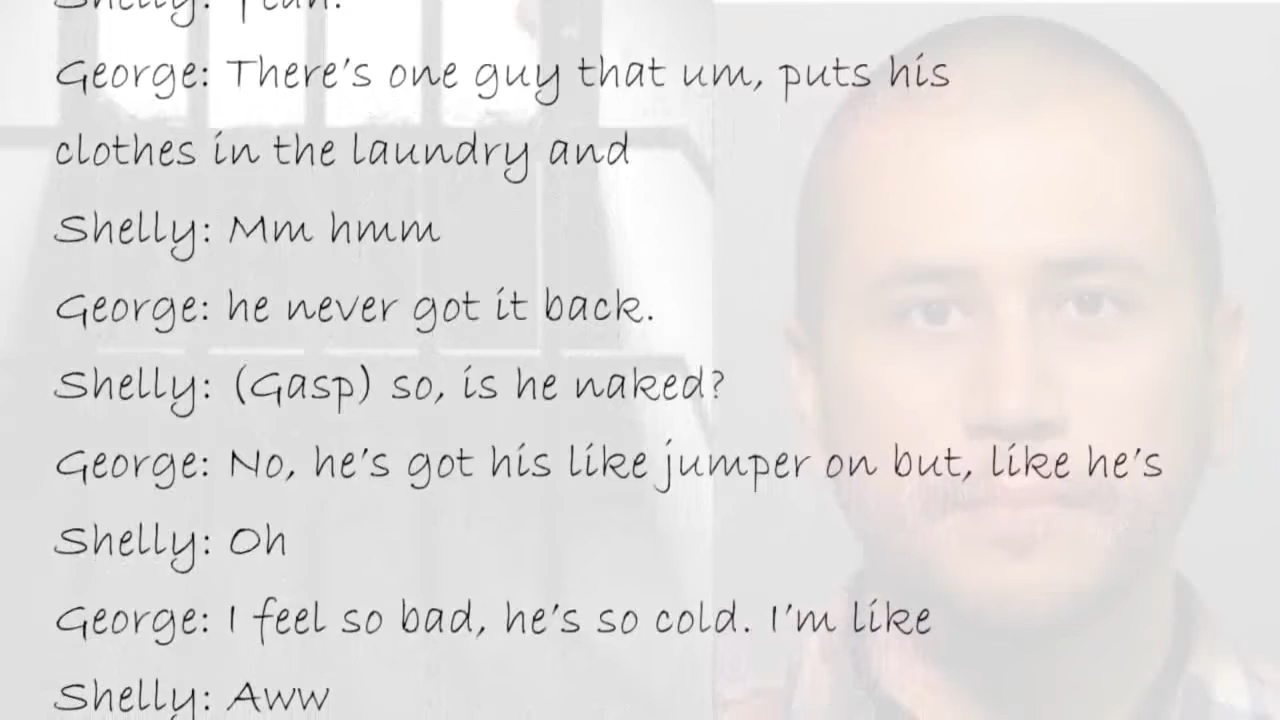 Shelly: Yeah.
George: There's one guy that um, puts his
clothes in the laundry and
Shelly: Mm hmm
George: he never got it back.
Shelly: (Gasp) so, is he naked?
George: No, he's got his like jumper on but, like he's
Shelly: Oh
George: I feel so bad, he's so cold. I'm like
Shelly: Aww